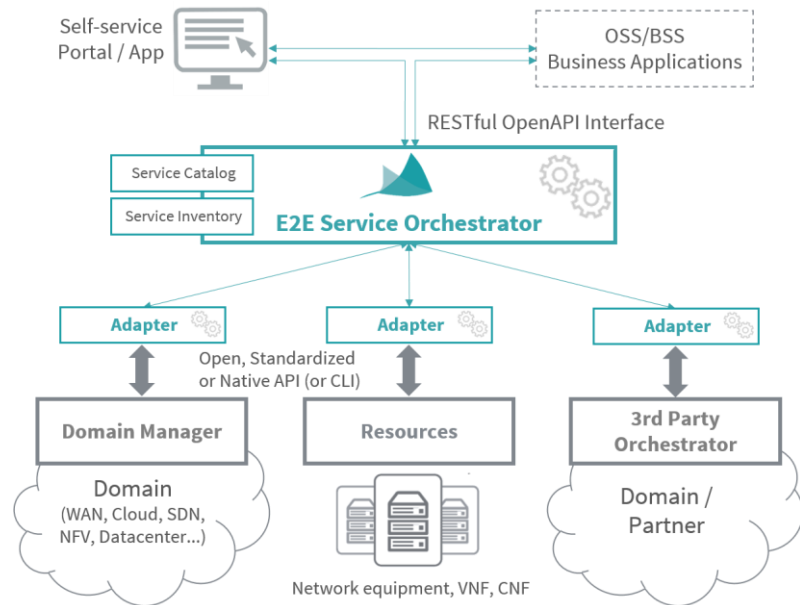 Self-service
Portal / App
OSS/BSS
Business Applications
RESTful OpenAPI Interface
Service Catalog
Service Inventory
E2E Service Orchestrator
Adapter
Adapter
Adapter
Open, Standardized
or Native API (or CLI)
Domain Manager
Resources
3rd Party
Orchestrator
Domain
(WAN, Cloud, SDN,
NFV, Datacenter...)
Domain /
Partner
Network equipment, VNF, CNF